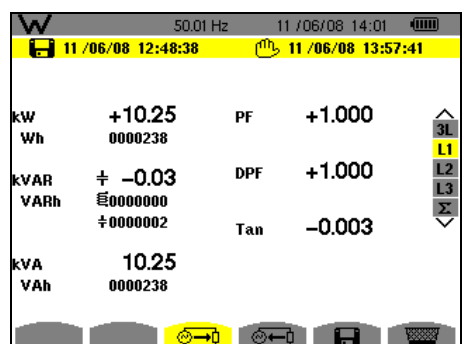 W 50.01 Hz 11 /06/08 14:01
11 /06/08 12:48:38 11 /06/08 13:57:41
kW +10.25 PF +1.000
Wh 0000238
3L
L1
kVAR −0.03 DPF +1.000
L2
VARh 0000000
L3
Σ
0000002
Tan −0.003
kVA 10.25
VAh 0000238